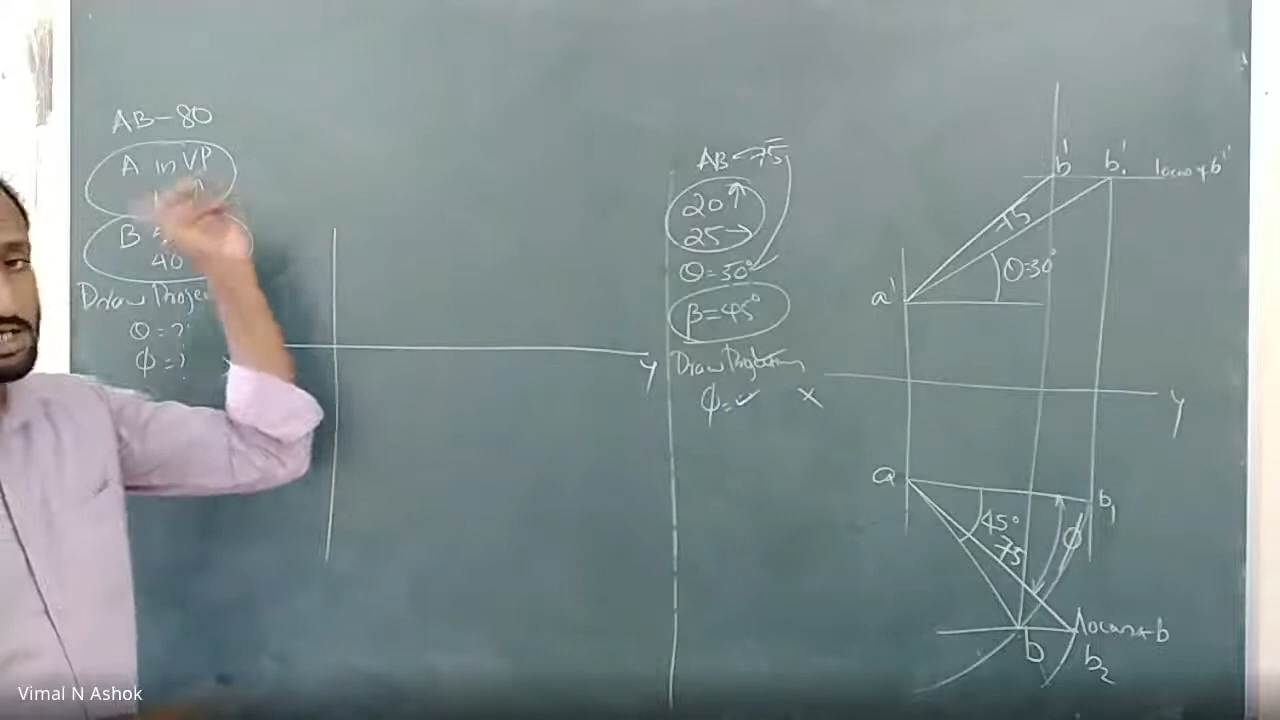 AB-80
A in VP
B
40
Draw Projec
θ=?
φ=?
y
AB 75
20↑
25→
θ=30°
β=45°
Draw Projection
φ=✓
X
b'
b₁'
locus of b'
75
θ=30°
a'
y
a
b₁
45°
75
φ
locus of b
b
b₂
Vimal N Ashok